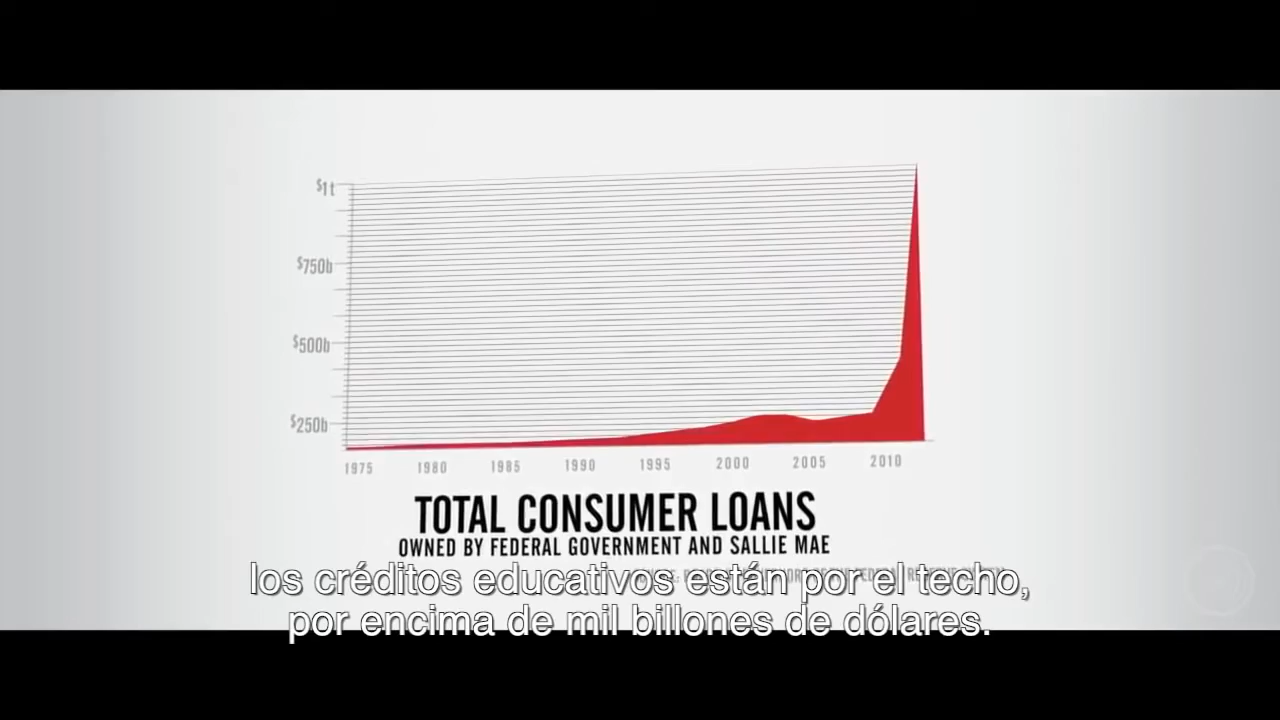 $1t
$750b
$500b
$250b
1975 1980 1985 1990 1995 2000 2005 2010
TOTAL CONSUMER LOANS
OWNED BY FEDERAL GOVERNMENT AND SALLIE MAE
los créditos educativos están por el techo,
por encima de mil billones de dólares.